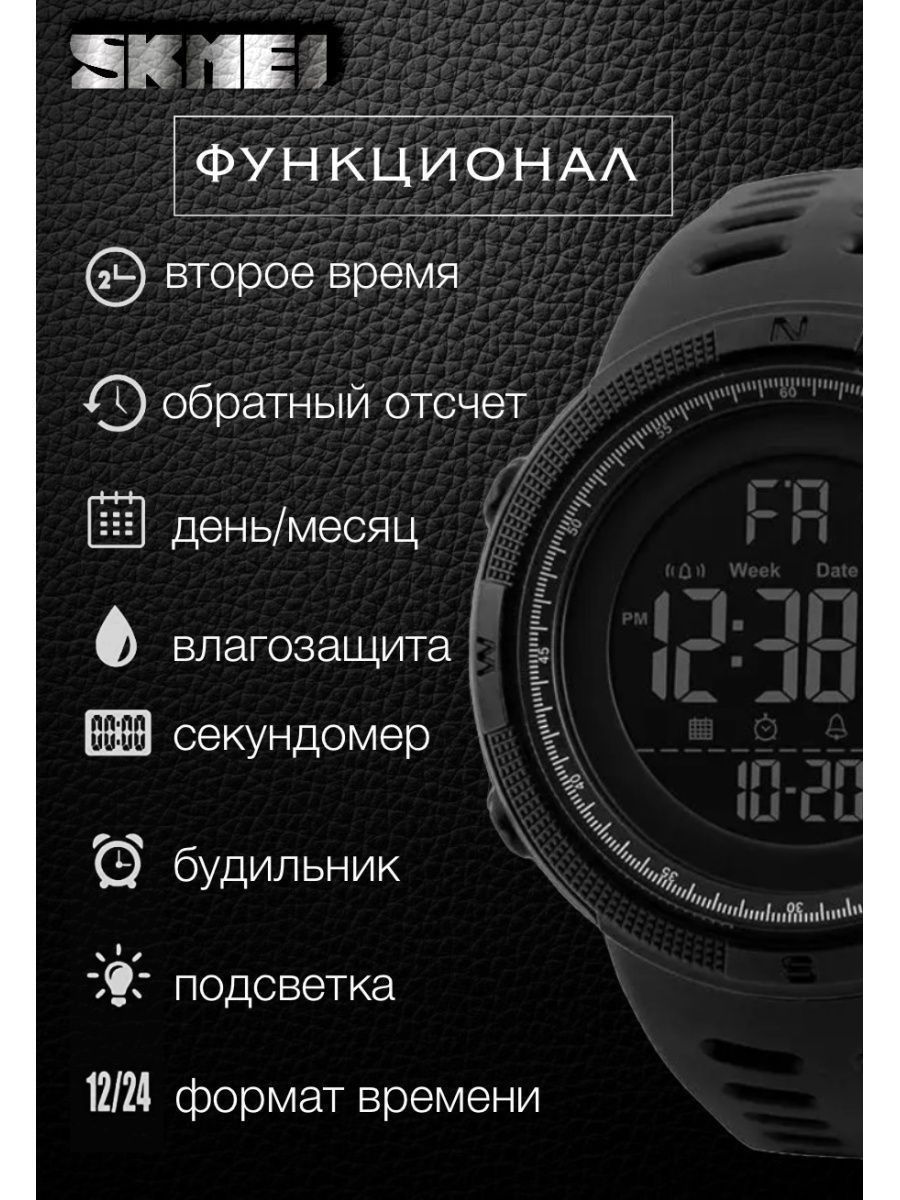 SKMEI
ФУНКЦИОНАЛ
2 второе время
обратный отсчет
день/месяц
влагозащита
00:00 секундомер
будильник
подсветка
12/24 формат времени
N
60
55
50
FA
Week Date
PM 12:38
W
45
10-20
40
35
30
S